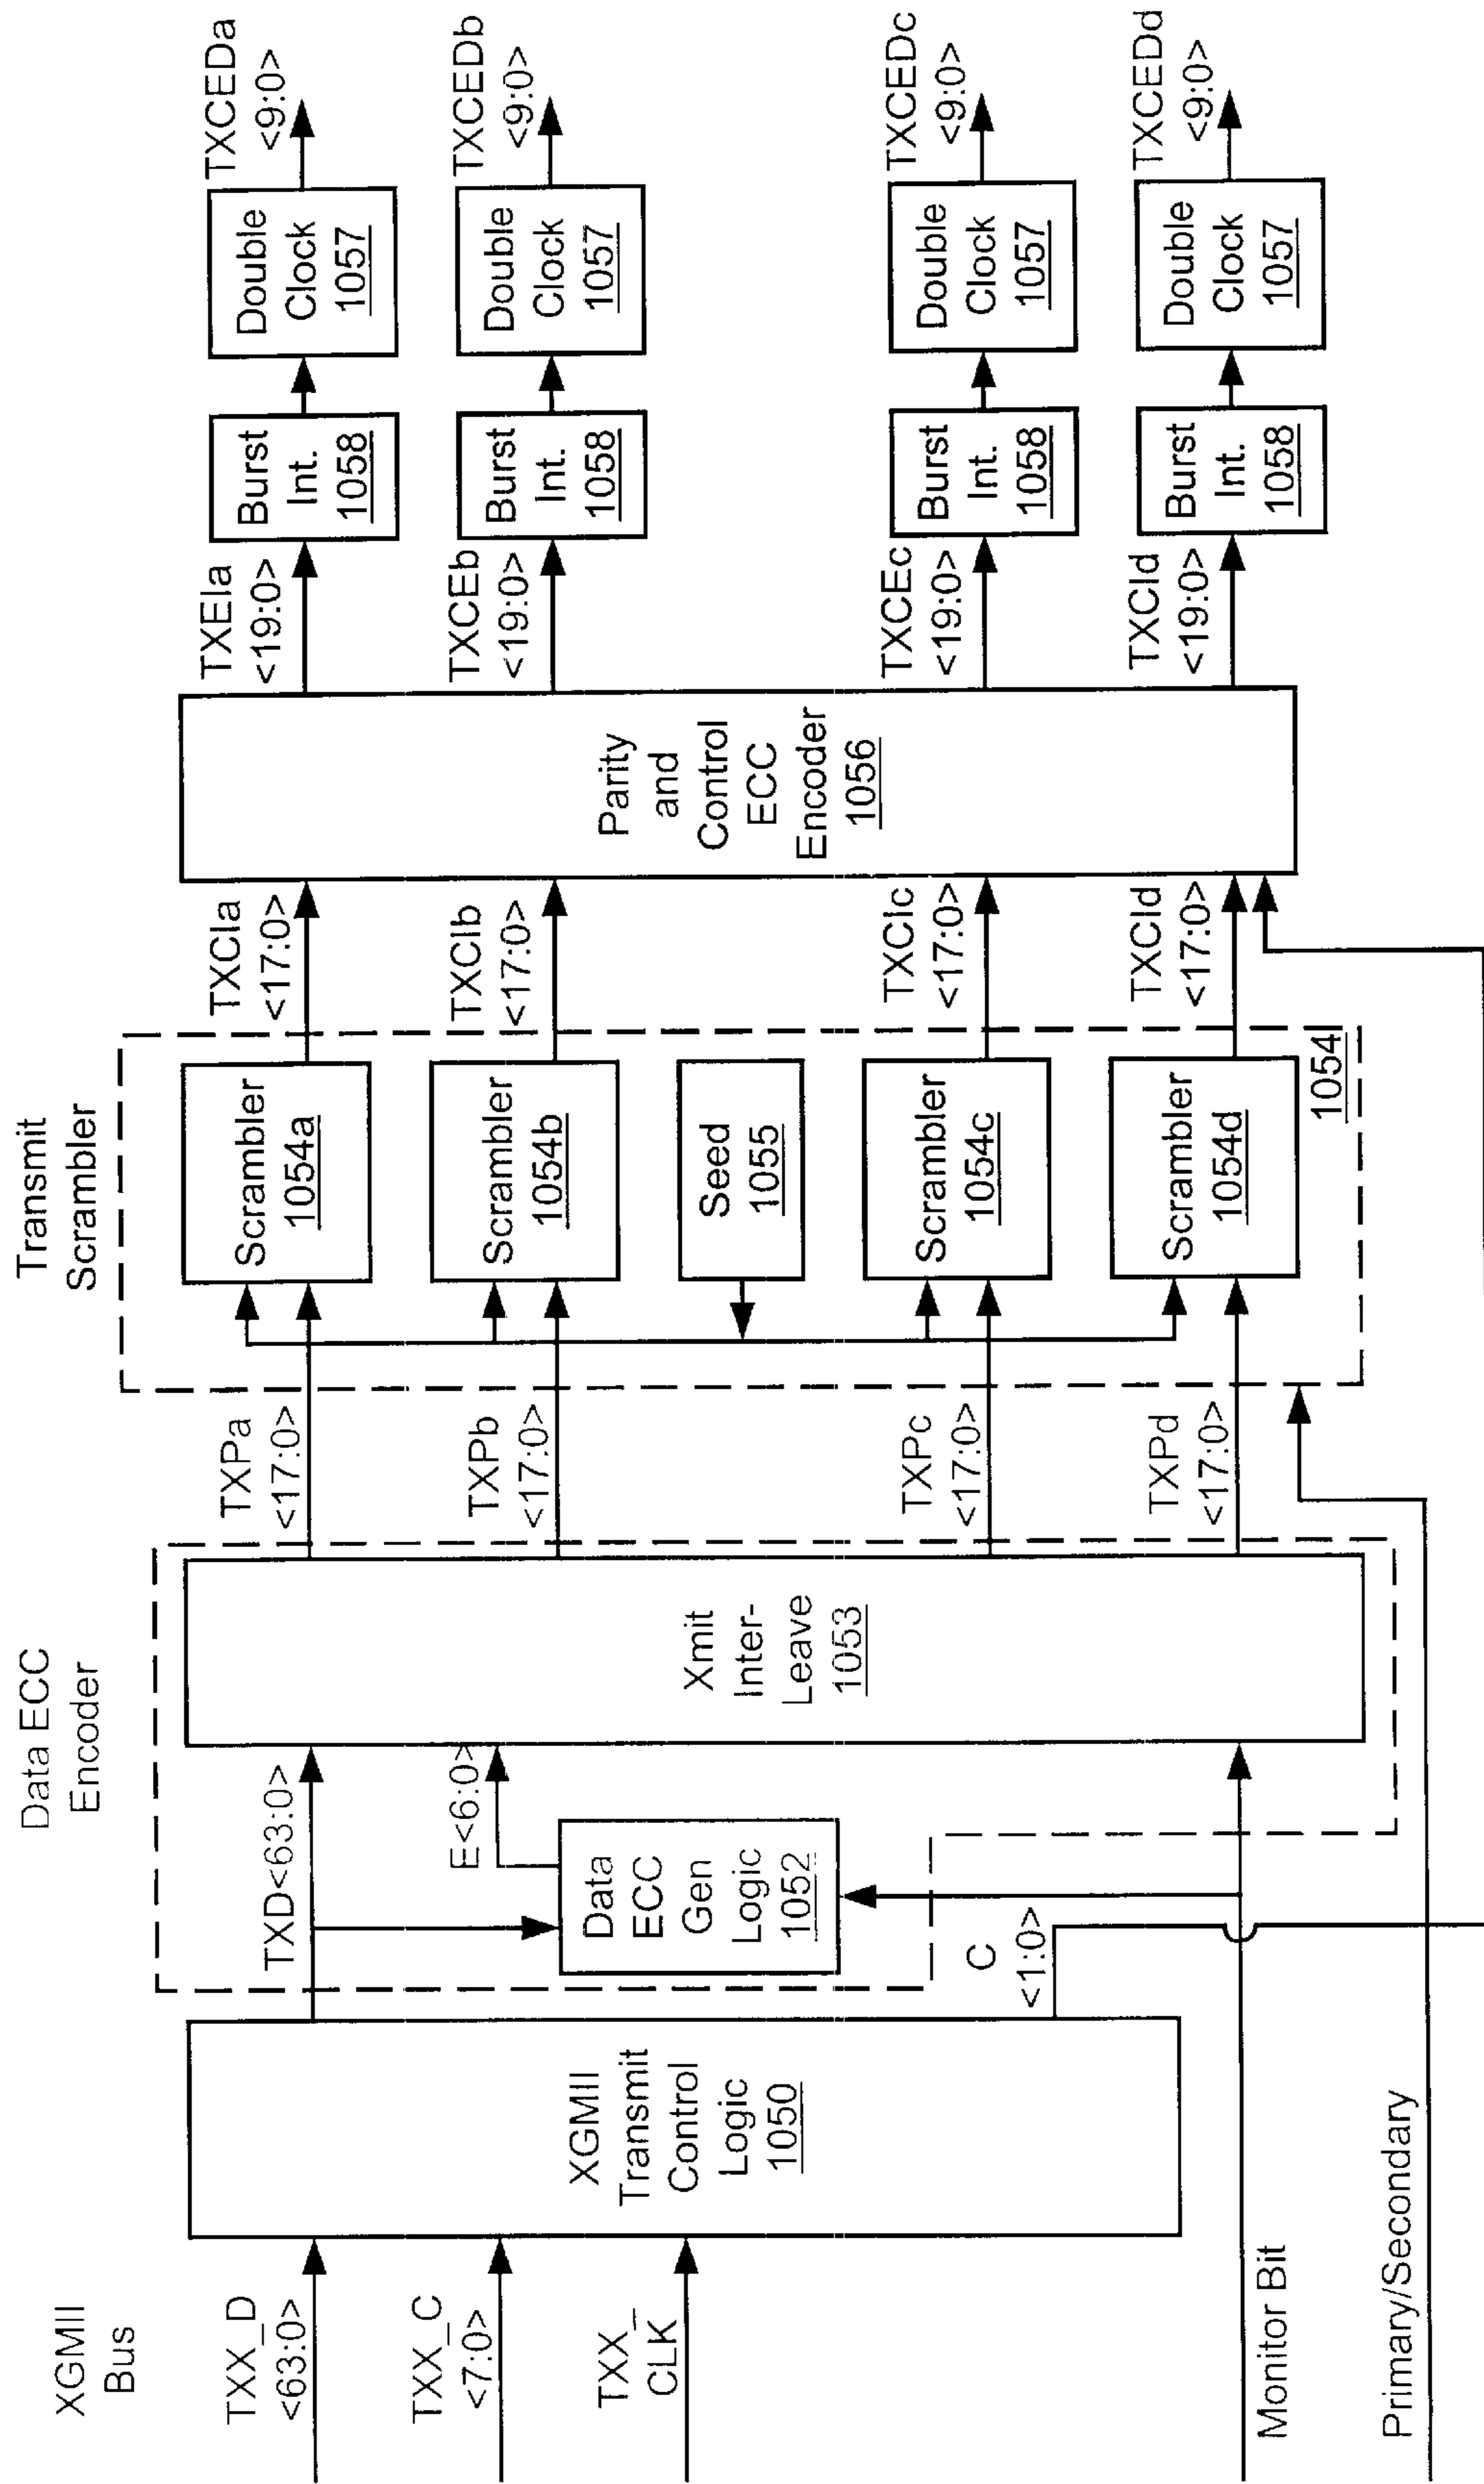 XGMII
Bus
TXX_D
<63:0>
TXX_C
<7:0>
TXX_
CLK
Monitor Bit
Primary/Secondary
XGMII
Transmit
Control
Logic
1050
Data ECC
Encoder
TXD<63:0>
E<6:0>
Data
ECC
Gen
Logic
1052
C
<1:0>
Xmit
Inter-
Leave
1053
TXPa
<17:0>
TXPb
<17:0>
TXPc
<17:0>
TXPd
<17:0>
Transmit
Scrambler
Scrambler
1054a
Scrambler
1054b
Seed
1055
Scrambler
1054c
Scrambler
1054d
1054
TXCIa
<17:0>
TXCIb
<17:0>
TXCIc
<17:0>
TXCId
<17:0>
Parity
and
Control
ECC
Encoder
1056
TXEIa
<19:0>
TXCEb
<19:0>
TXCEc
<19:0>
TXCId
<19:0>
Burst
Int.
1058
Burst
Int.
1058
Burst
Int.
1058
Burst
Int.
1058
Double
Clock
1057
Double
Clock
1057
Double
Clock
1057
Double
Clock
1057
TXCEDa
<9:0>
TXCEDb
<9:0>
TXCEDc
<9:0>
TXCEDd
<9:0>